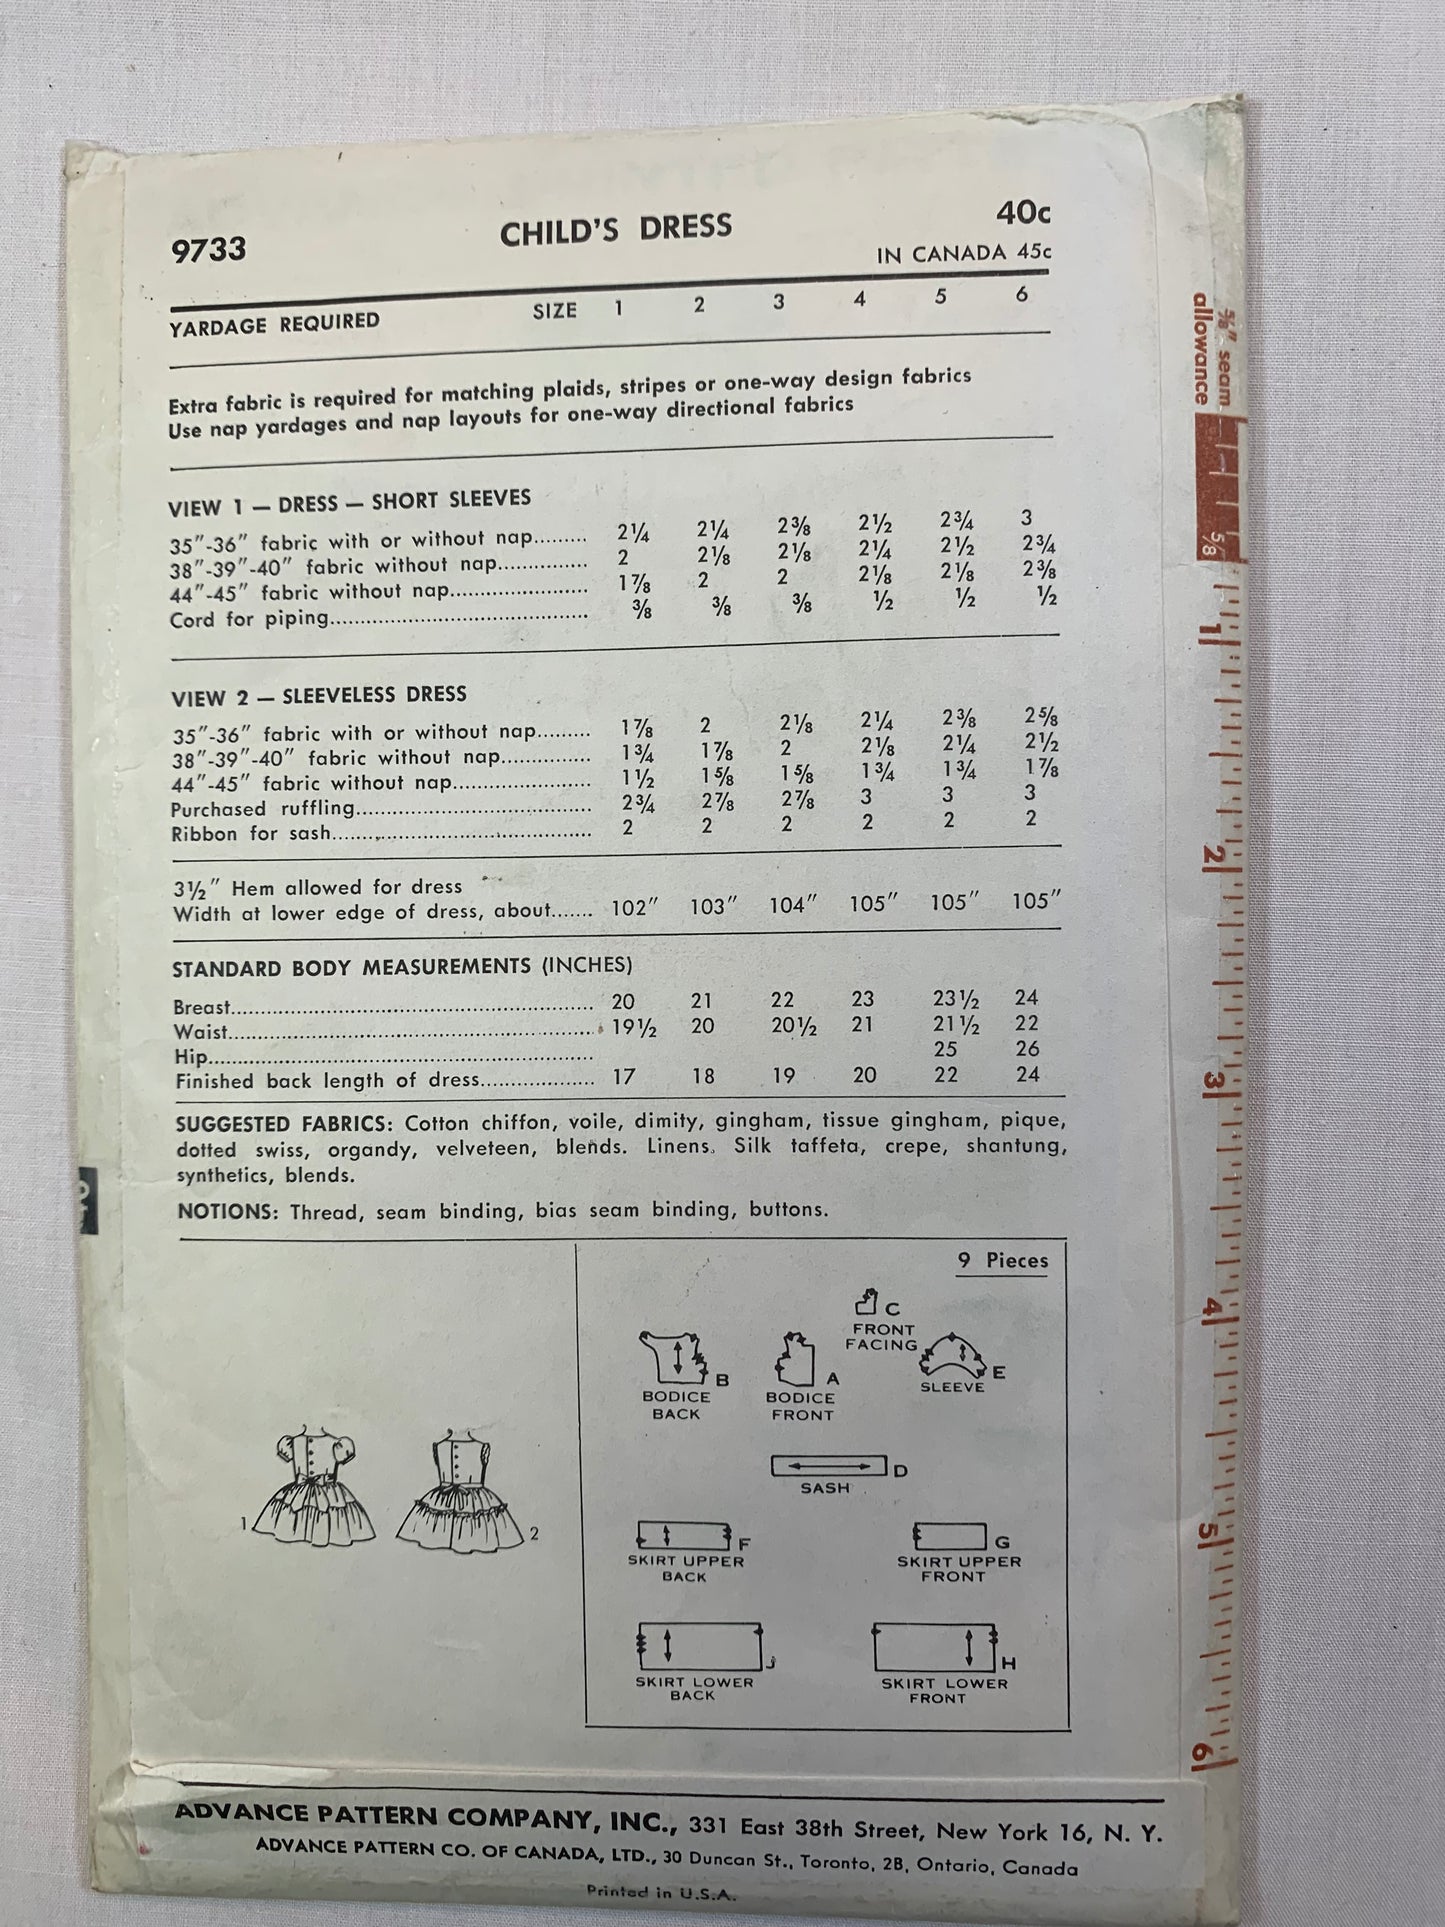 9733
CHILD'S DRESS
40c
IN CANADA 45c
YARDAGE REQUIRED SIZE 1 2 3 4 5 6
Extra fabric is required for matching plaids, stripes or one-way design fabrics
Use nap yardages and nap layouts for one-way directional fabrics
VIEW 1 — DRESS — SHORT SLEEVES
35"-36" fabric with or without nap......... 2¼ 2¼ 2⅜ 2½ 2¾ 3
38"-39"-40" fabric without nap............... 2 2⅛ 2⅛ 2¼ 2½ 2¾
44"-45" fabric without nap....................... 1⅞ 2 2 2⅛ 2⅛ 2⅜
Cord for piping........................................... ⅜ ⅜ ⅜ ½ ½ ½
VIEW 2 — SLEEVELESS DRESS
35"-36" fabric with or without nap......... 1⅞ 2 2⅛ 2¼ 2⅜ 2⅝
38"-39"-40" fabric without nap............... 1¾ 1⅞ 2 2⅛ 2¼ 2½
44"-45" fabric without nap....................... 1½ 1⅝ 1⅝ 1¾ 1¾ 1⅞
Purchased ruffling....................................... 2¾ 2⅞ 2⅞ 3 3 3
Ribbon for sash........................................... 2 2 2 2 2 2
3½" Hem allowed for dress
Width at lower edge of dress, about....... 102" 103" 104" 105" 105" 105"
STANDARD BODY MEASUREMENTS (INCHES)
Breast............................................................ 20 21 22 23 23½ 24
Waist............................................................. 19½ 20 20½ 21 21½ 22
Hip................................................................ 25 26
Finished back length of dress................... 17 18 19 20 22 24
SUGGESTED FABRICS: Cotton chiffon, voile, dimity, gingham, tissue gingham, pique,
dotted swiss, organdy, velveteen, blends. Linens. Silk taffeta, crepe, shantung,
synthetics, blends.
NOTIONS: Thread, seam binding, bias seam binding, buttons.
1
2
9 Pieces
C
FRONT
FACING
B
BODICE
BACK
A
BODICE
FRONT
E
SLEEVE
D
SASH
F
SKIRT UPPER
BACK
G
SKIRT UPPER
FRONT
J
SKIRT LOWER
BACK
H
SKIRT LOWER
FRONT
ADVANCE PATTERN COMPANY, INC., 331 East 38th Street, New York 16, N. Y.
ADVANCE PATTERN CO. OF CANADA, LTD., 30 Duncan St., Toronto, 2B, Ontario, Canada
Printed in U.S.A.
⅝" seam
allowance
5/8
1
2
3
4
5
6